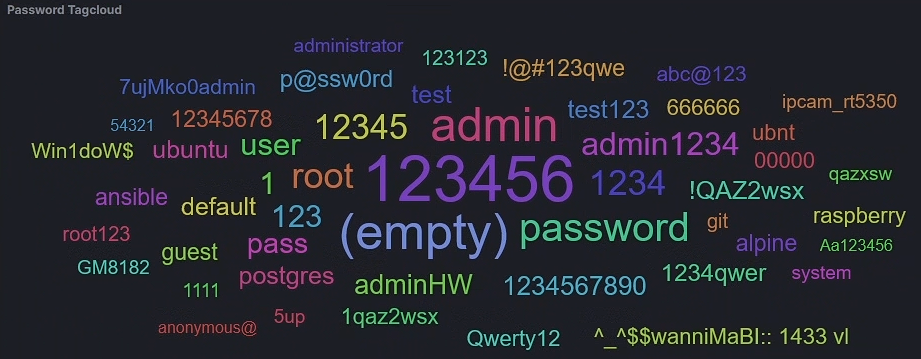 Password Tagcloud
administrator
123123
!@#123qwe
abc@123
7ujMko0admin
p@ssw0rd
test
test123
666666
ipcam_rt5350
54321
12345678
12345
admin
admin1234
ubnt
Win1doW$
ubuntu
user
00000
qazxsw
ansible
1
root
123456
1234
!QAZ2wsx
default
123
(empty)
password
git
raspberry
root123
guest
pass
alpine
Aa123456
GM8182
postgres
adminHW
1234567890
1234qwer
system
1111
anonymous@
5up
1qaz2wsx
Qwerty12
^_^$$wanniMaBI:: 1433 vl